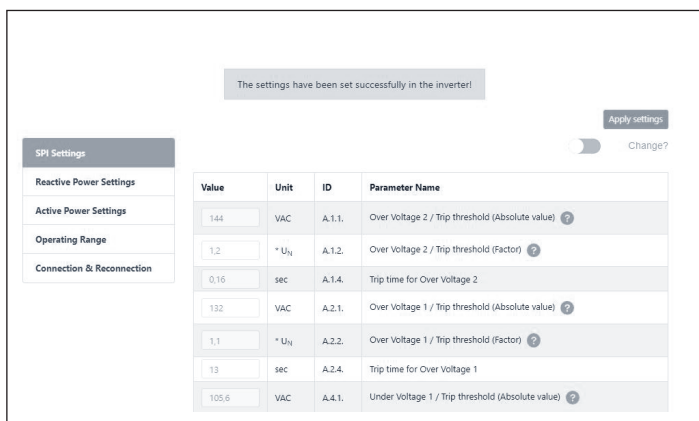 The settings have been set successfully in the inverter!
Apply settings
Change?
SPI Settings
Reactive Power Settings
Active Power Settings
Operating Range
Connection & Reconnection
Value Unit ID Parameter Name
144 VAC A.1.1. Over Voltage 2 / Trip threshold (Absolute value) ?
1,2 * UN A.1.2. Over Voltage 2 / Trip threshold (Factor) ?
0,16 sec A.1.4. Trip time for Over Voltage 2
132 VAC A.2.1. Over Voltage 1 / Trip threshold (Absolute value) ?
1,1 * UN A.2.2. Over Voltage 1 / Trip threshold (Factor) ?
13 sec A.2.4. Trip time for Over Voltage 1
105,6 VAC A.4.1. Under Voltage 1 / Trip threshold (Absolute value) ?